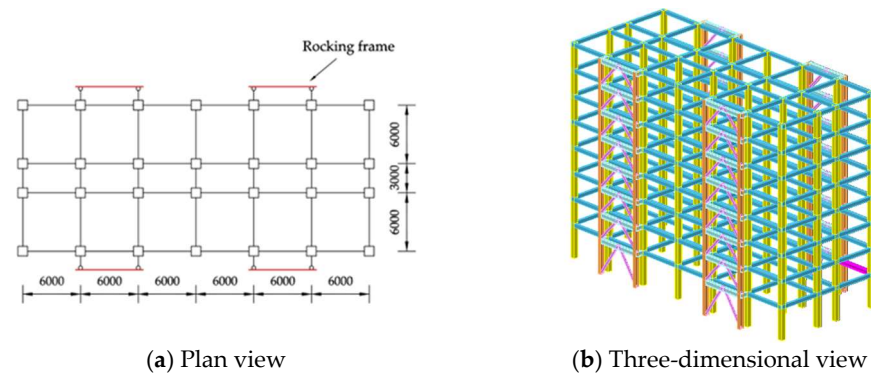 Rocking frame
6000
3000
6000
6000 6000 6000 6000 6000 6000
(a) Plan view
(b) Three-dimensional view